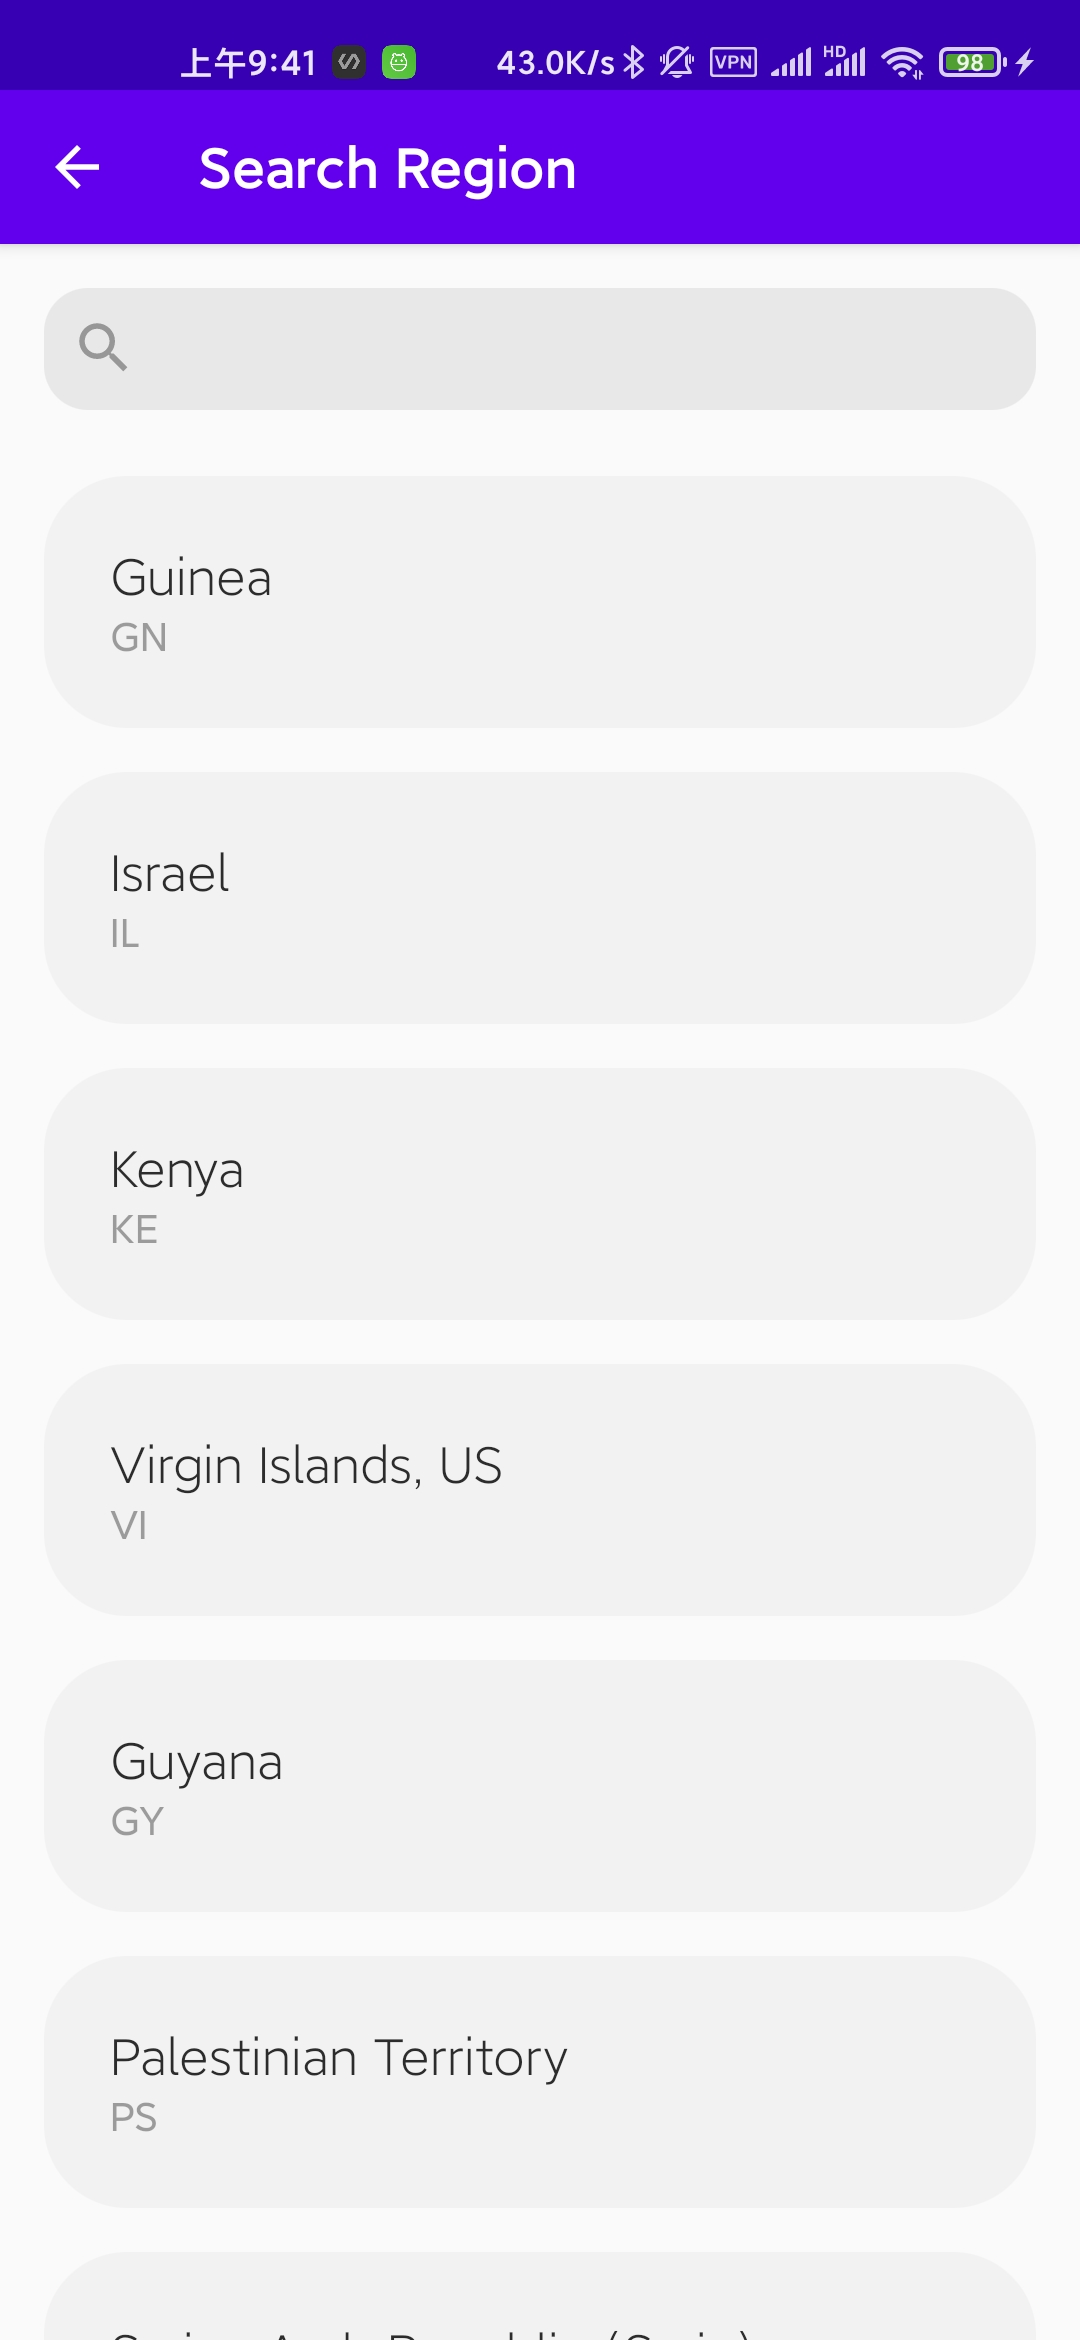 上午9:41 43.0K/s VPN HD 98
Search Region
Guinea
GN
Israel
IL
Kenya
KE
Virgin Islands, US
VI
Guyana
GY
Palestinian Territory
PS